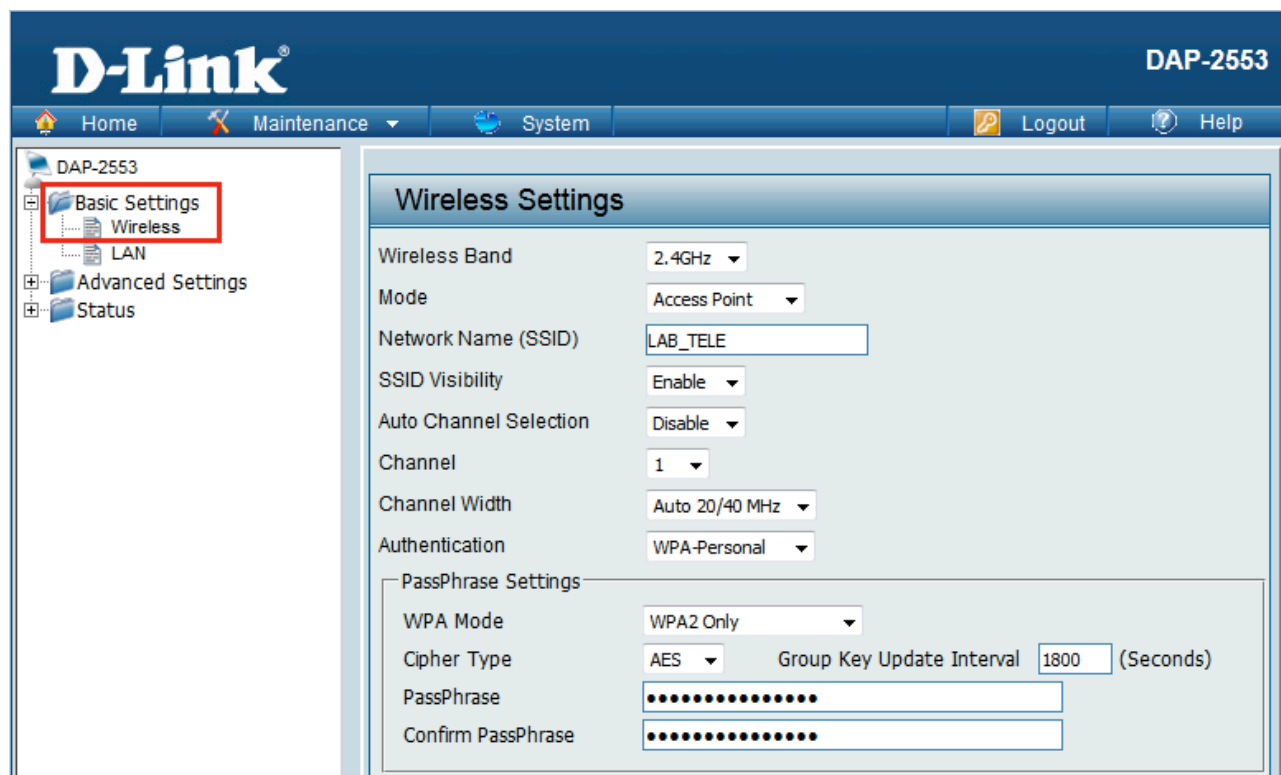 D-Link®
DAP-2553
Home Maintenance System Logout Help
DAP-2553
Basic Settings
Wireless
LAN
Advanced Settings
Status
Wireless Settings
Wireless Band 2.4GHz
Mode Access Point
Network Name (SSID) LAB_TELE
SSID Visibility Enable
Auto Channel Selection Disable
Channel 1
Channel Width Auto 20/40 MHz
Authentication WPA-Personal
PassPhrase Settings
WPA Mode WPA2 Only
Cipher Type AES Group Key Update Interval 1800 (Seconds)
PassPhrase •••••••••••••••
Confirm PassPhrase •••••••••••••••